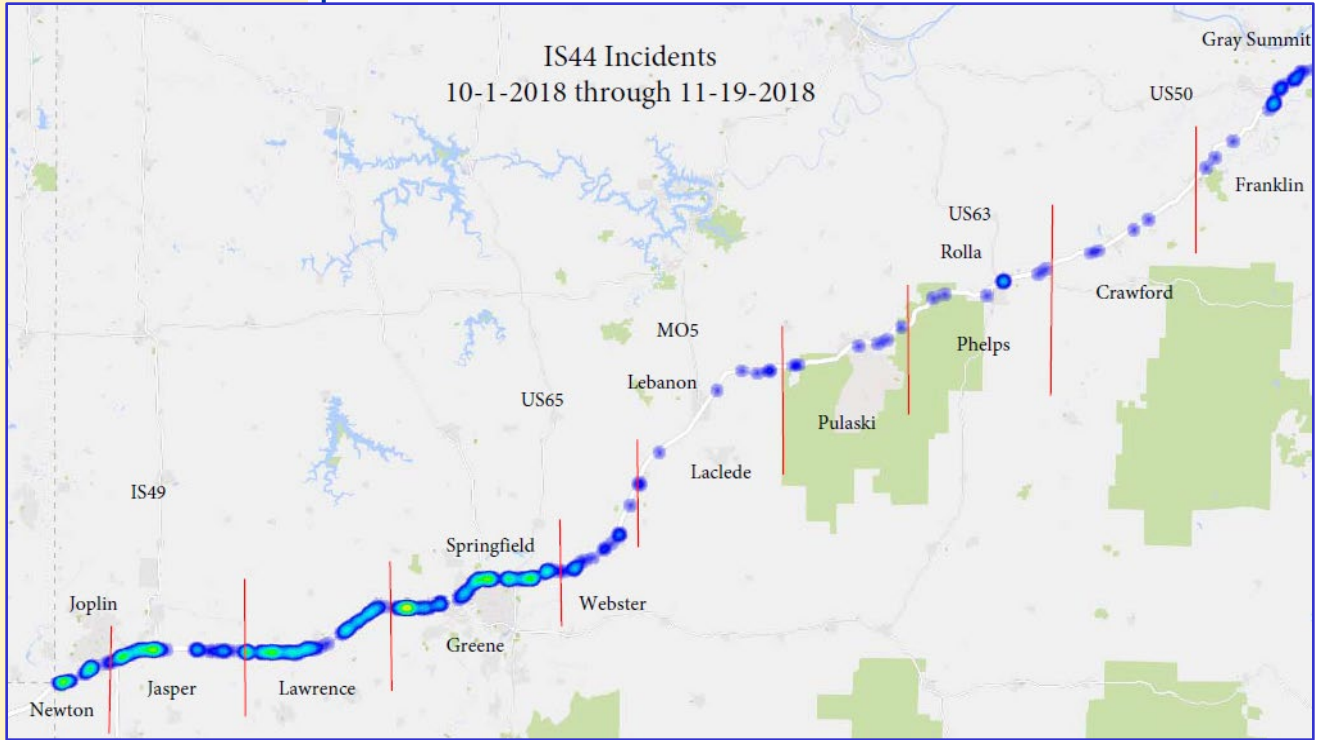 IS44 Incidents
10-1-2018 through 11-19-2018
Gray Summit
US50
Franklin
US63
Rolla
Crawford
MO5
Phelps
Lebanon
US65
Pulaski
Laclede
IS49
Springfield
Joplin
Webster
Greene
Jasper
Lawrence
Newton